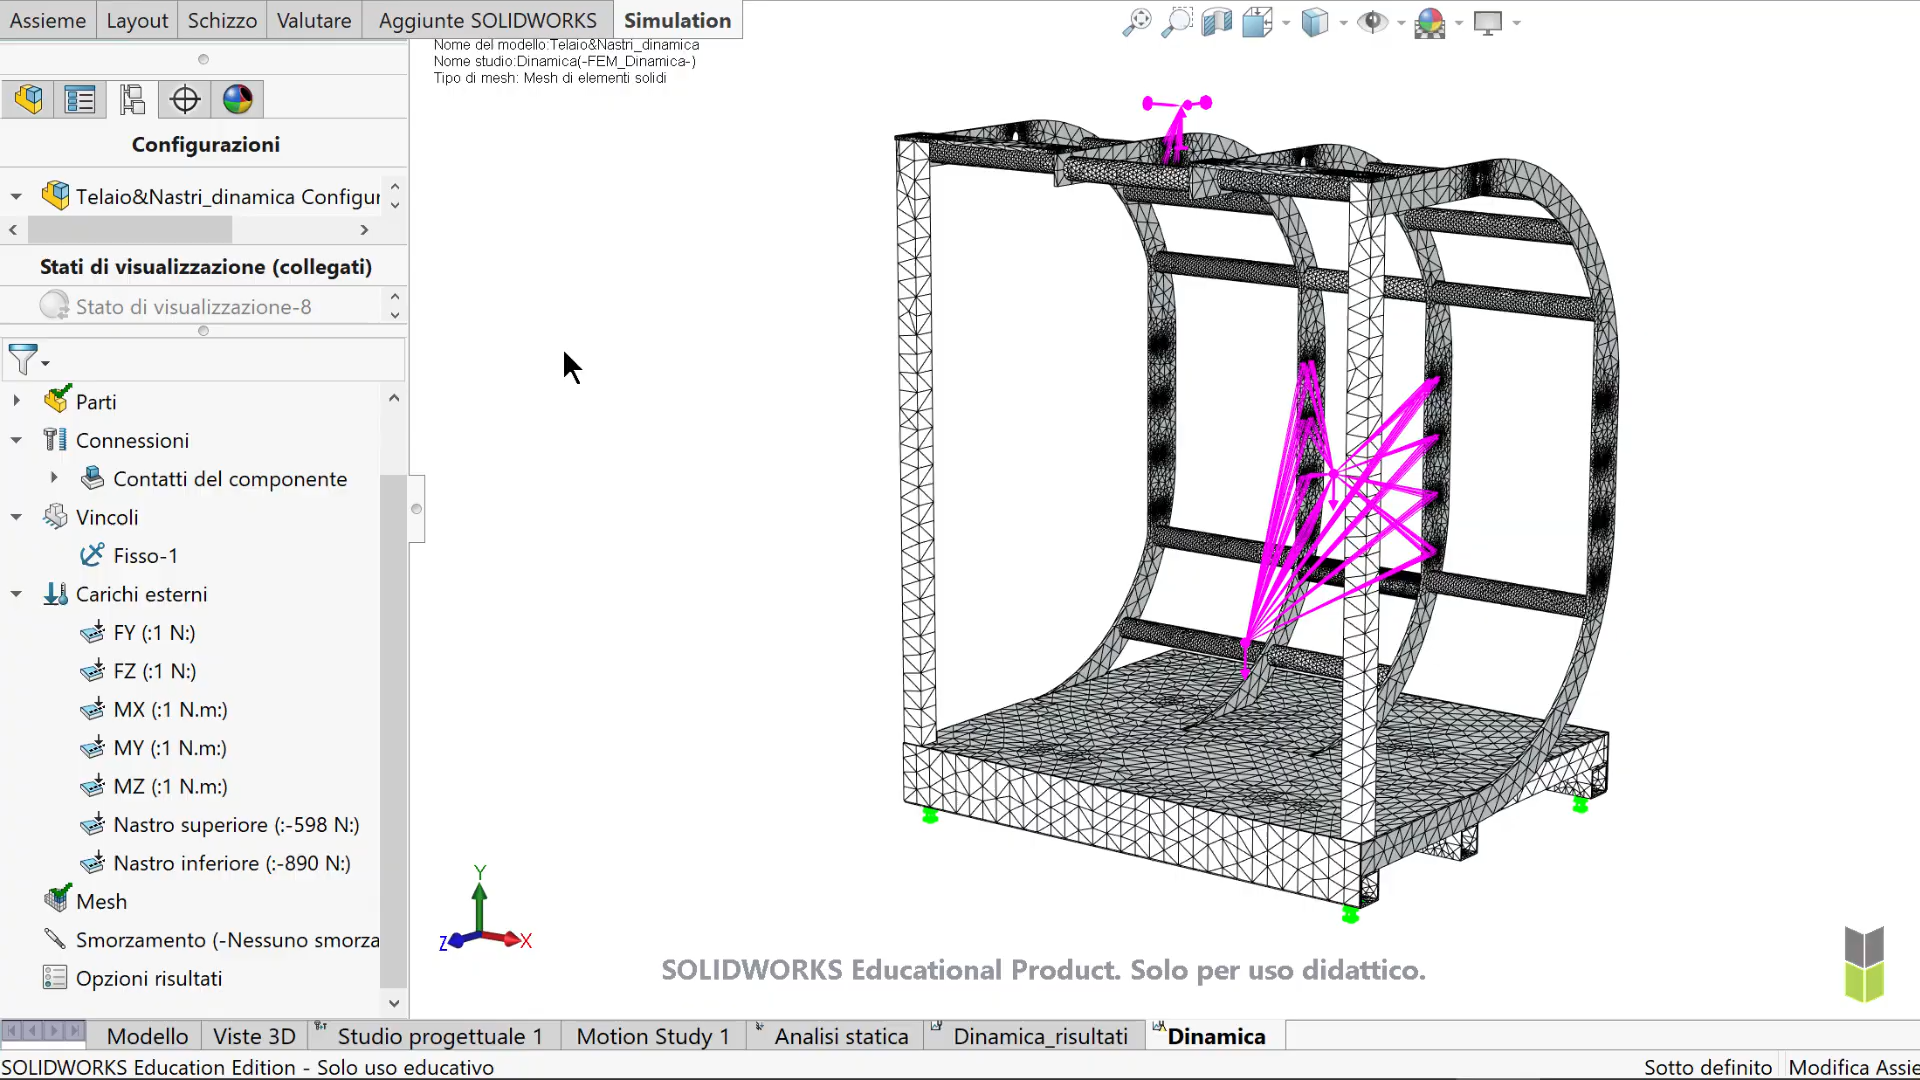 Assieme Layout Schizzo Valutare Aggiunte SOLIDWORKS Simulation
Nome del modello:Telaio&Nastri_dinamica
Nome studio:Dinamica(-FEM_Dinamica-)
Tipo di mesh: Mesh di elementi solidi
Configurazioni
Telaio&Nastri_dinamica Configur
Stati di visualizzazione (collegati)
Stato di visualizzazione-8
Parti
Connessioni
Contatti del componente
Vincoli
Fisso-1
Carichi esterni
FY (:1 N:)
FZ (:1 N:)
MX (:1 N.m:)
MY (:1 N.m:)
MZ (:1 N.m:)
Nastro superiore (:-598 N:)
Nastro inferiore (:-890 N:)
Mesh
Smorzamento (-Nessuno smorza
Opzioni risultati
Y
Z X
SOLIDWORKS Educational Product. Solo per uso didattico.
Modello Viste 3D Studio progettuale 1 Motion Study 1 Analisi statica Dinamica_risultati Dinamica
SOLIDWORKS Education Edition - Solo uso educativo Sotto definito Modifica Assie